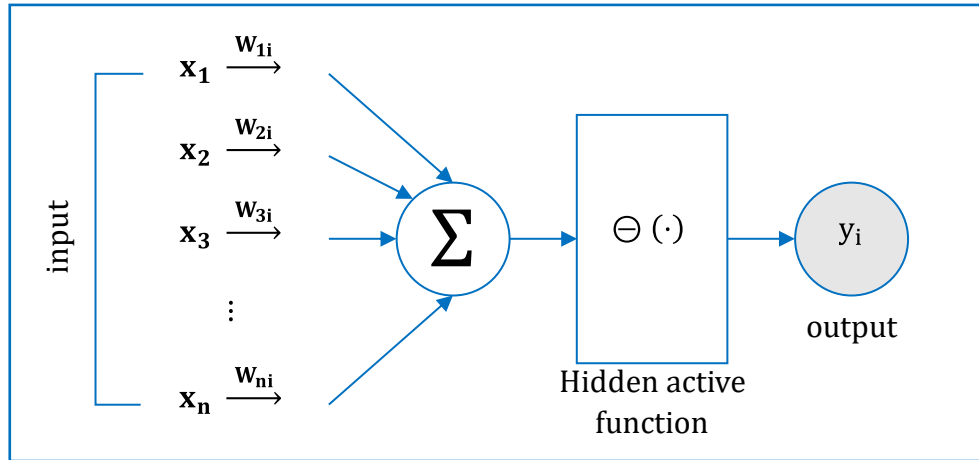 input
x₁ w₁ᵢ ⟶
x₂ w₂ᵢ ⟶
x₃ w₃ᵢ ⟶
⋮
xₙ wₙᵢ ⟶
Σ
⊖ (·)
Hidden active
function
yᵢ
output